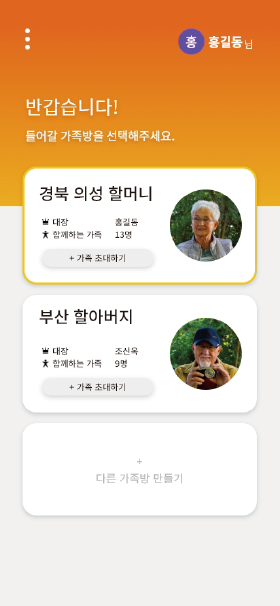 홍 홍길동 님
반갑습니다!
들어갈 가족방을 선택해주세요.
경북 의성 할머니
대장 홍길동
함께하는 가족 13명
+ 가족 초대하기
부산 할아버지
대장 조신옥
함께하는 가족 9명
+ 가족 초대하기
+
다른 가족방 만들기